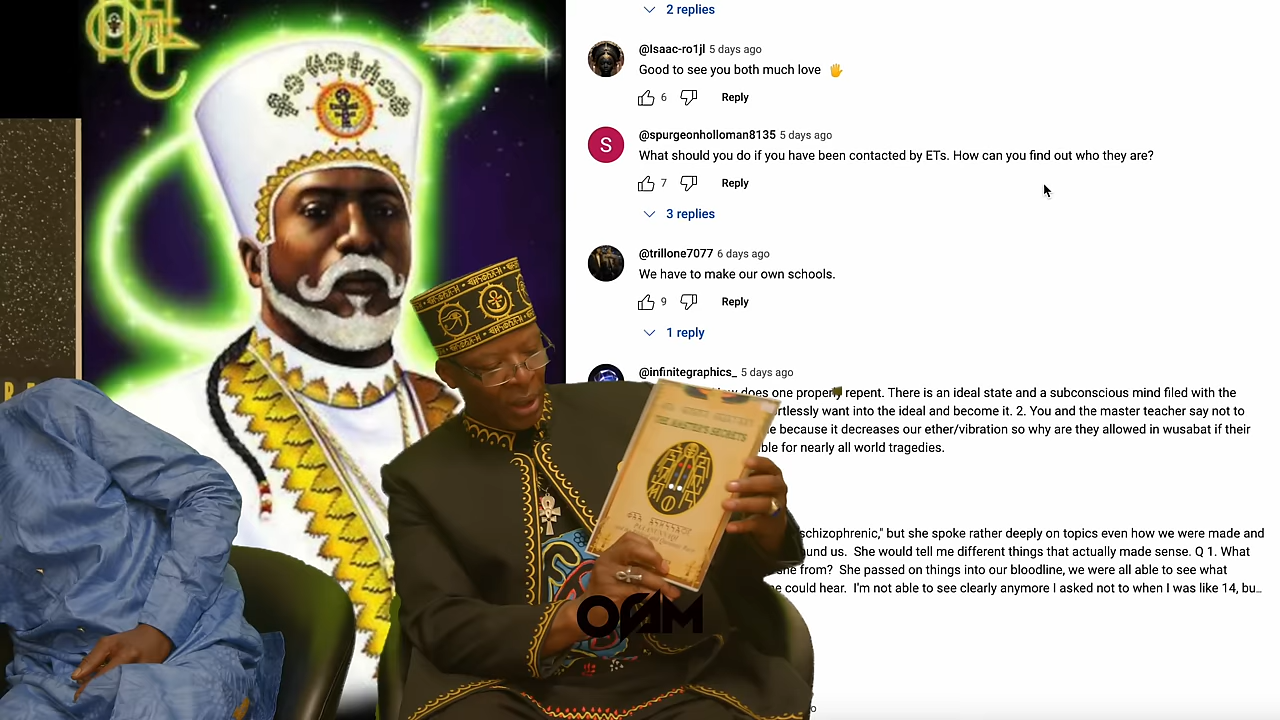 2 replies
@Isaac-ro1jl 5 days ago
Good to see you both much love 🖐
6 Reply
@spurgeonholloman8135 5 days ago
What should you do if you have been contacted by ETs. How can you find out who they are?
7 Reply
3 replies
@trillone7077 6 days ago
We have to make our own schools.
9 Reply
1 reply
@infinitegraphics_ 5 days ago
does one properly repent. There is an ideal state and a subconscious mind filed with the
want into the ideal and become it. 2. You and the master teacher say not to
because it decreases our ether/vibration so why are they allowed in wusabat if their
for nearly all world tragedies.
schizophrenic," but she spoke rather deeply on topics even how we were made and
us. She would tell me different things that actually made sense. Q 1. What
from? She passed on things into our bloodline, we were all able to see what
could hear. I'm not able to see clearly anymore I asked not to when I was like 14, bu...
THE MASTER'S SECRETS
OAM